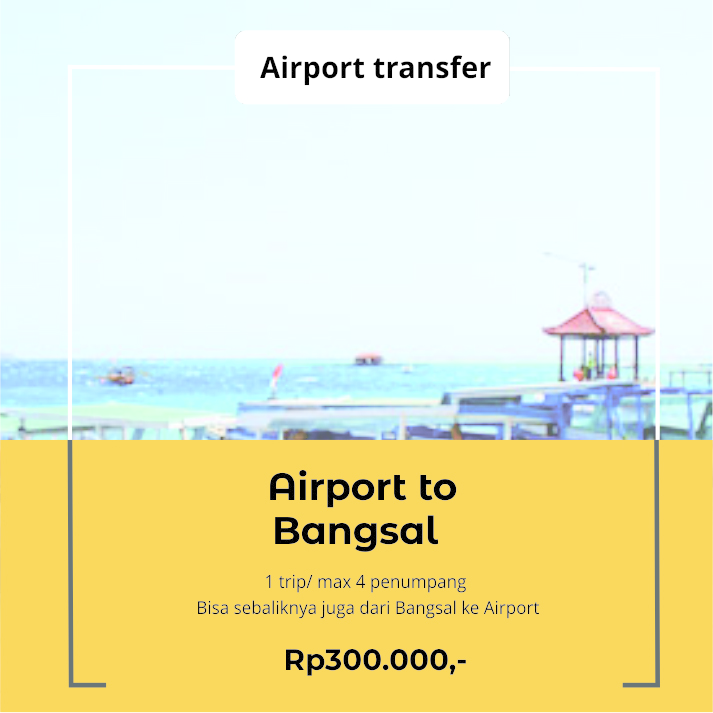 Airport transfer
Airport to
Bangsal
1 trip/ max 4 penumpang
Bisa sebaliknya juga dari Bangsal ke Airport
Rp300.000,-